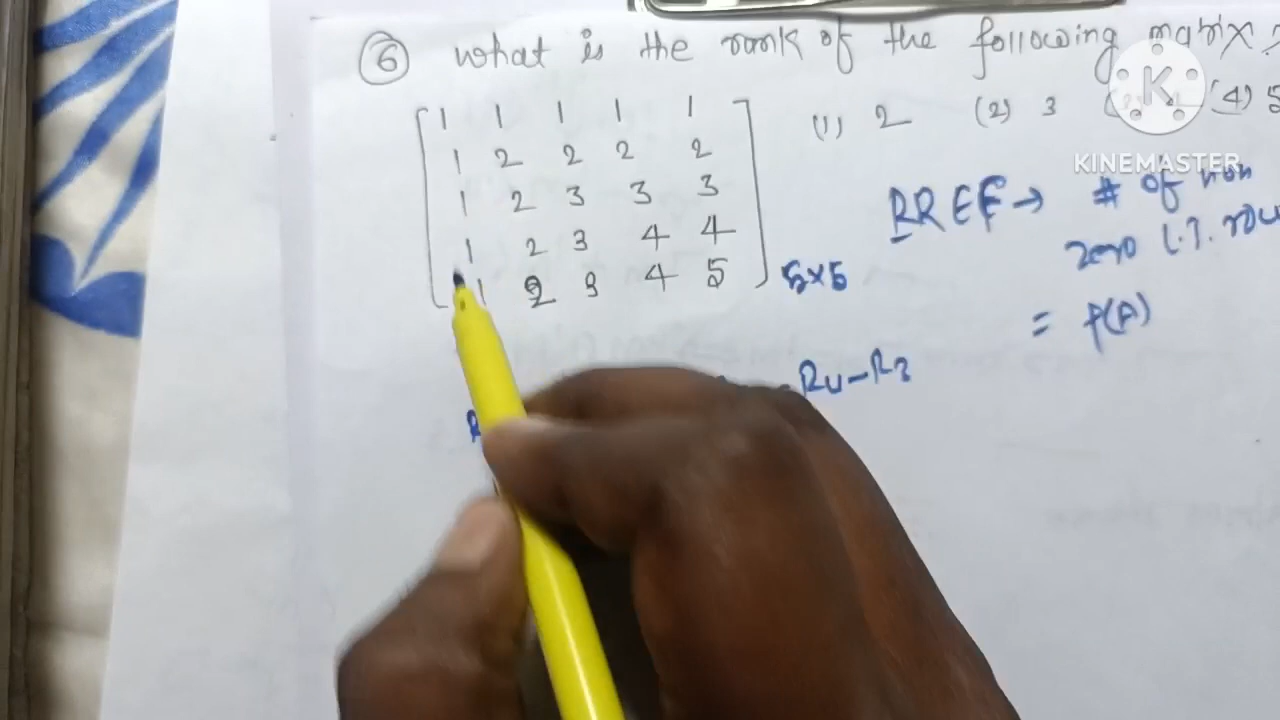 6 what is the rank of the following matrix ?
1 1 1 1 1
1 2 2 2 2
1 2 3 3 3
1 2 3 4 4
1 2 3 4 5
5×5
(1) 2 (2) 3 (4) 5
K
KINEMASTER
RREF → # of non
zero L.I. row
= ρ(A)
R4-R3